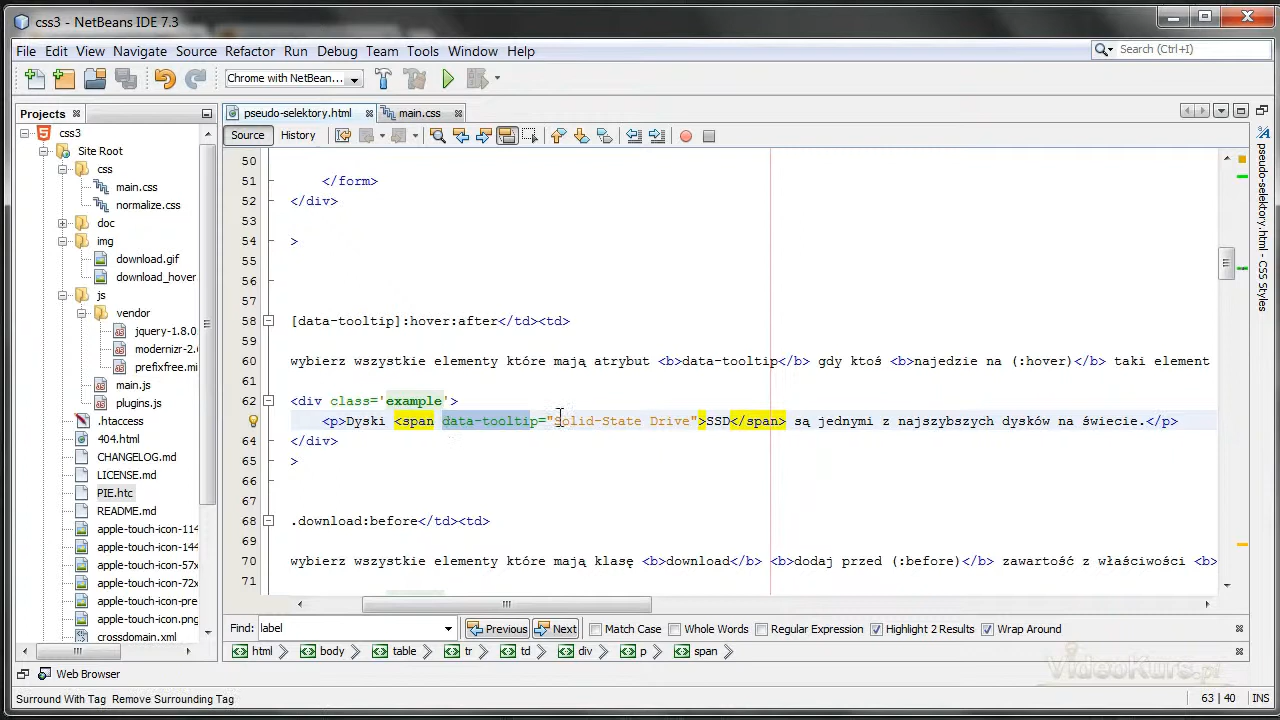 css3 - NetBeans IDE 7.3
File Edit View Navigate Source Refactor Run Debug Team Tools Window Help
Search (Ctrl+I)
Chrome with NetBean...
Projects
pseudo-selektory.html
main.css
Source History
css3
Site Root
css
main.css
normalize.css
doc
img
download.gif
download_hover
js
vendor
jquery-1.8.0
modernizr-2.
prefixfree.mi
main.js
plugins.js
.htaccess
404.html
CHANGELOG.md
LICENSE.md
PIE.htc
README.md
apple-touch-icon-114
apple-touch-icon-144
apple-touch-icon-57x
apple-touch-icon-72x
apple-touch-icon-pre
apple-touch-icon.png
crossdomain.xml
50
51 </form>
52 </div>
53
54 >
55
56
57
58 [data-tooltip]:hover:after</td><td>
59
60 wybierz wszystkie elementy które mają atrybut <b>data-tooltip</b> gdy ktoś <b>najedzie na (:hover)</b> taki element
61
62 <div class='example'>
<p>Dyski <span data-tooltip="Solid-State Drive">SSD</span> są jednymi z najszybszych dysków na świecie.</p>
64 </div>
65 >
66
67
68 .download:before</td><td>
69
70 wybierz wszystkie elementy które mają klasę <b>download</b> <b>dodaj przed (:before)</b> zawartość z właściwości <b>
71
pseudo-selektory.html - CSS Styles
Find: label Previous Next Match Case Whole Words Regular Expression Highlight 2 Results Wrap Around
html body table tr td div p span
Web Browser
VideoKurs.pl
Surround With Tag Remove Surrounding Tag
63 | 40 INS